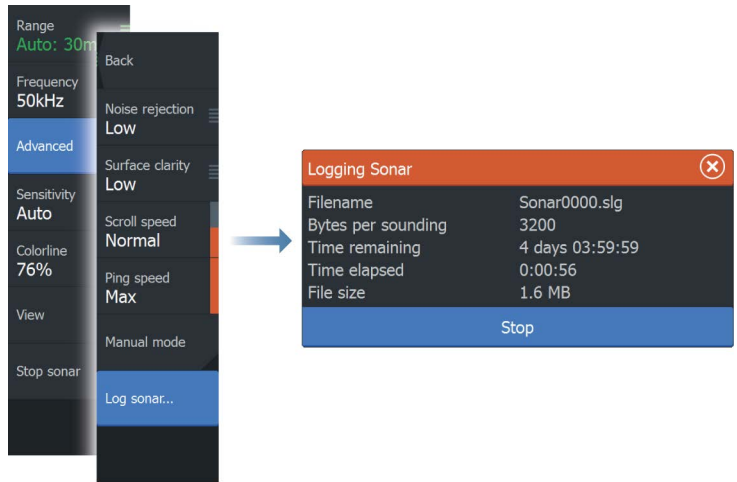 Range
Auto: 30m
Frequency
50kHz
Advanced
Sensitivity
Auto
Colorline
76%
View
Stop sonar
Back
Noise rejection
Low
Surface clarity
Low
Scroll speed
Normal
Ping speed
Max
Manual mode
Log sonar...
Logging Sonar
Filename Sonar0000.slg
Bytes per sounding 3200
Time remaining 4 days 03:59:59
Time elapsed 0:00:56
File size 1.6 MB
Stop